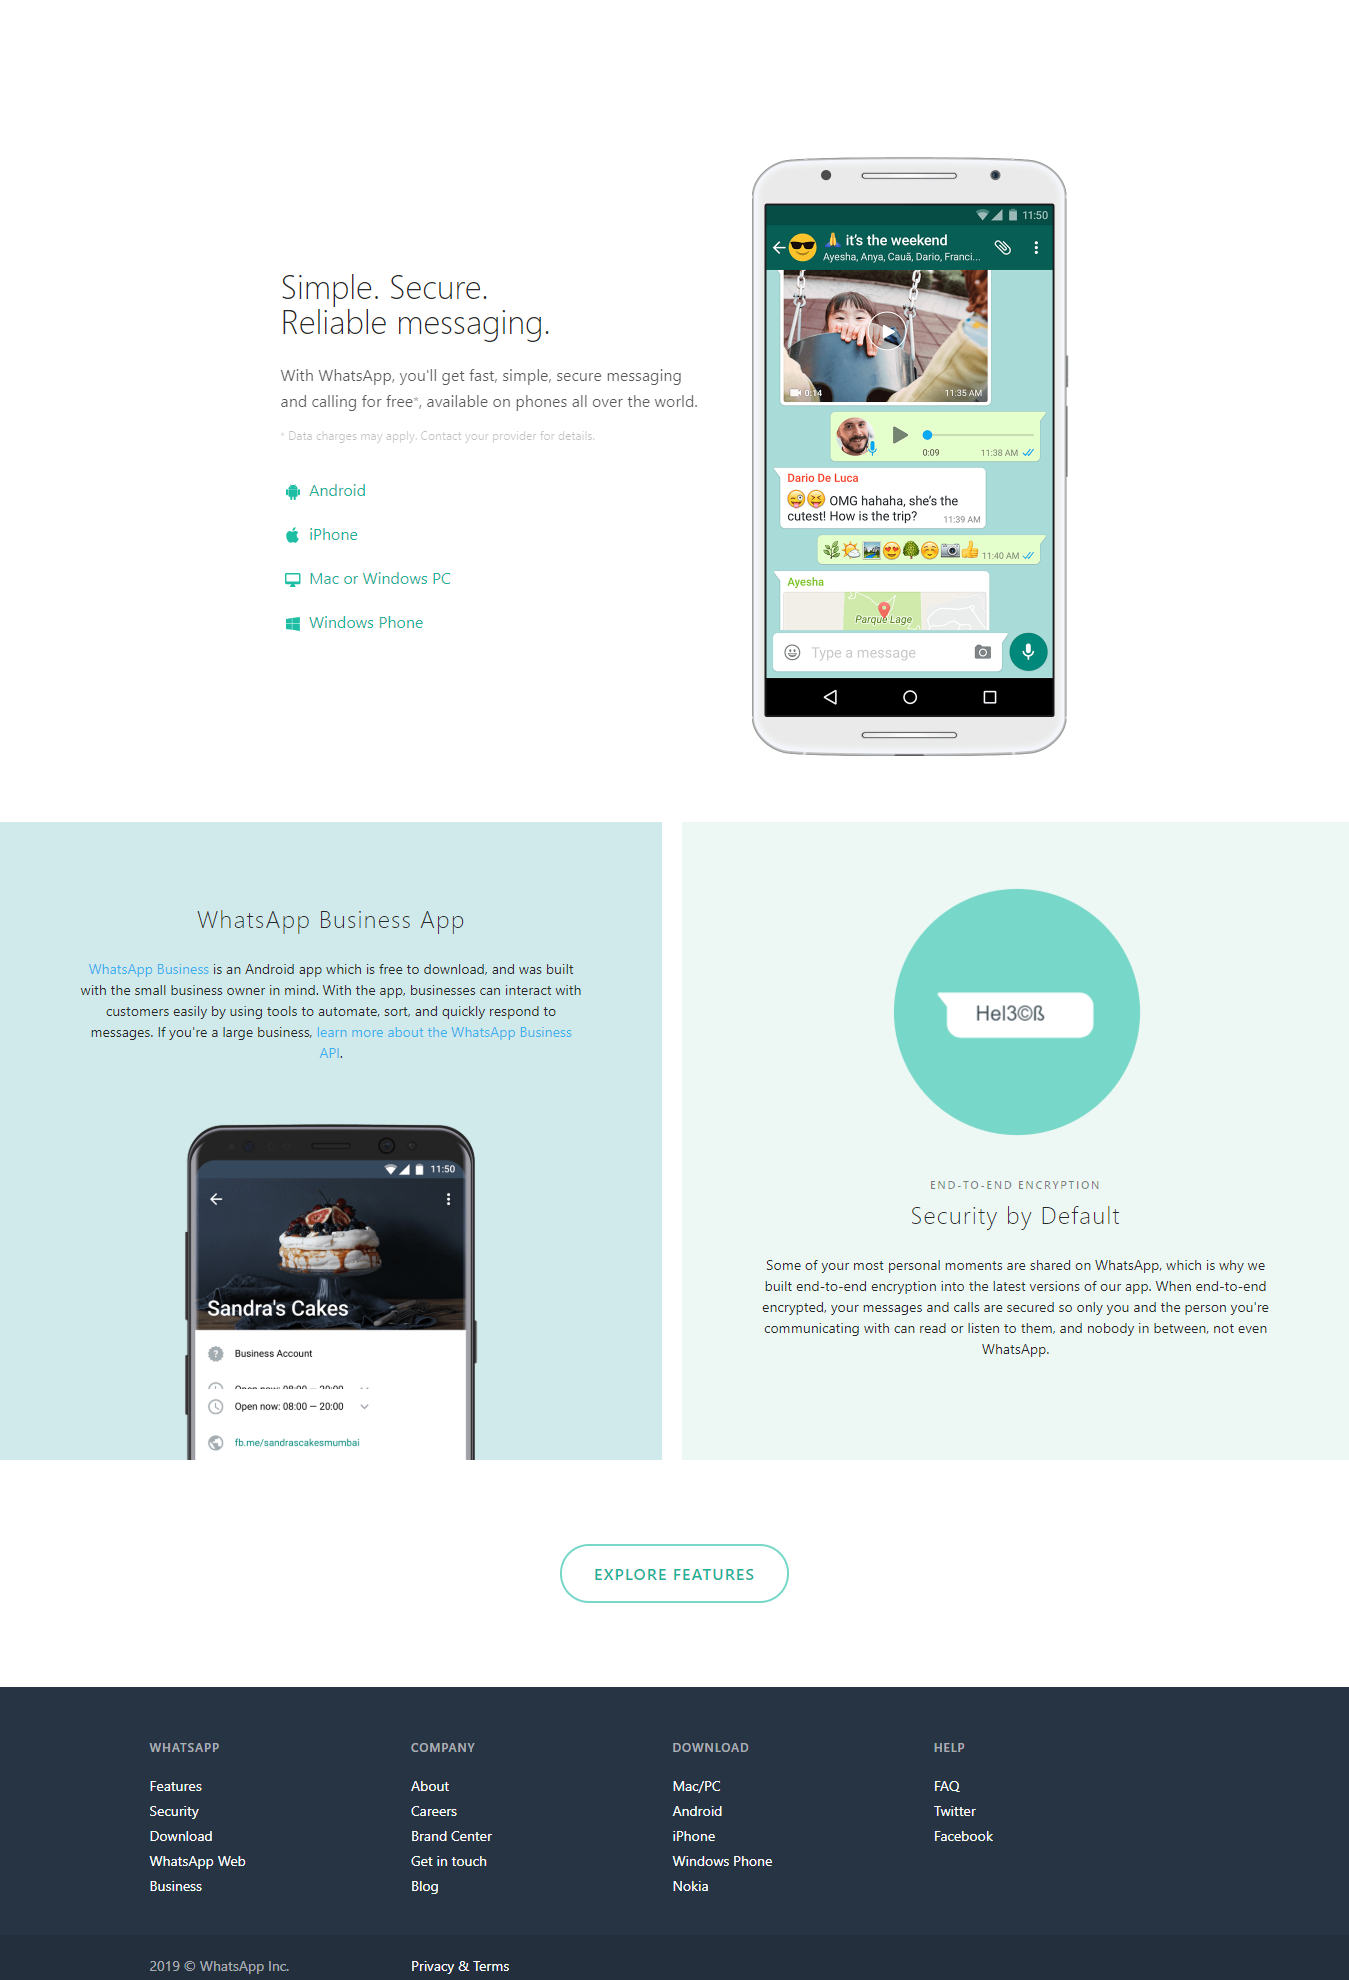 Simple. Secure.
Reliable messaging.
With WhatsApp, you'll get fast, simple, secure messaging
and calling for free*, available on phones all over the world.
* Data charges may apply. Contact your provider for details.
Android
iPhone
Mac or Windows PC
Windows Phone
11:50
🙏 it's the weekend
Ayesha, Anya, Cauã, Dario, Franci...
0:14 11:35 AM
0:09 11:38 AM
Dario De Luca
😜😝 OMG hahaha, she's the
cutest! How is the trip? 11:39 AM
🌿🌤🏞😍🌳☺️📷👍 11:40 AM
Ayesha
Parque Lage
Type a message
WhatsApp Business App
WhatsApp Business is an Android app which is free to download, and was built
with the small business owner in mind. With the app, businesses can interact with
customers easily by using tools to automate, sort, and quickly respond to
messages. If you're a large business, learn more about the WhatsApp Business
API.
11:50
Sandra's Cakes
Business Account
Open now: 08:00 – 20:00
Open now: 08:00 – 20:00
fb.me/sandrascakesmumbai
Hel3©ß
END-TO-END ENCRYPTION
Security by Default
Some of your most personal moments are shared on WhatsApp, which is why we
built end-to-end encryption into the latest versions of our app. When end-to-end
encrypted, your messages and calls are secured so only you and the person you're
communicating with can read or listen to them, and nobody in between, not even
WhatsApp.
EXPLORE FEATURES
WHATSAPP
Features
Security
Download
WhatsApp Web
Business
COMPANY
About
Careers
Brand Center
Get in touch
Blog
DOWNLOAD
Mac/PC
Android
iPhone
Windows Phone
Nokia
HELP
FAQ
Twitter
Facebook
2019 © WhatsApp Inc.
Privacy & Terms